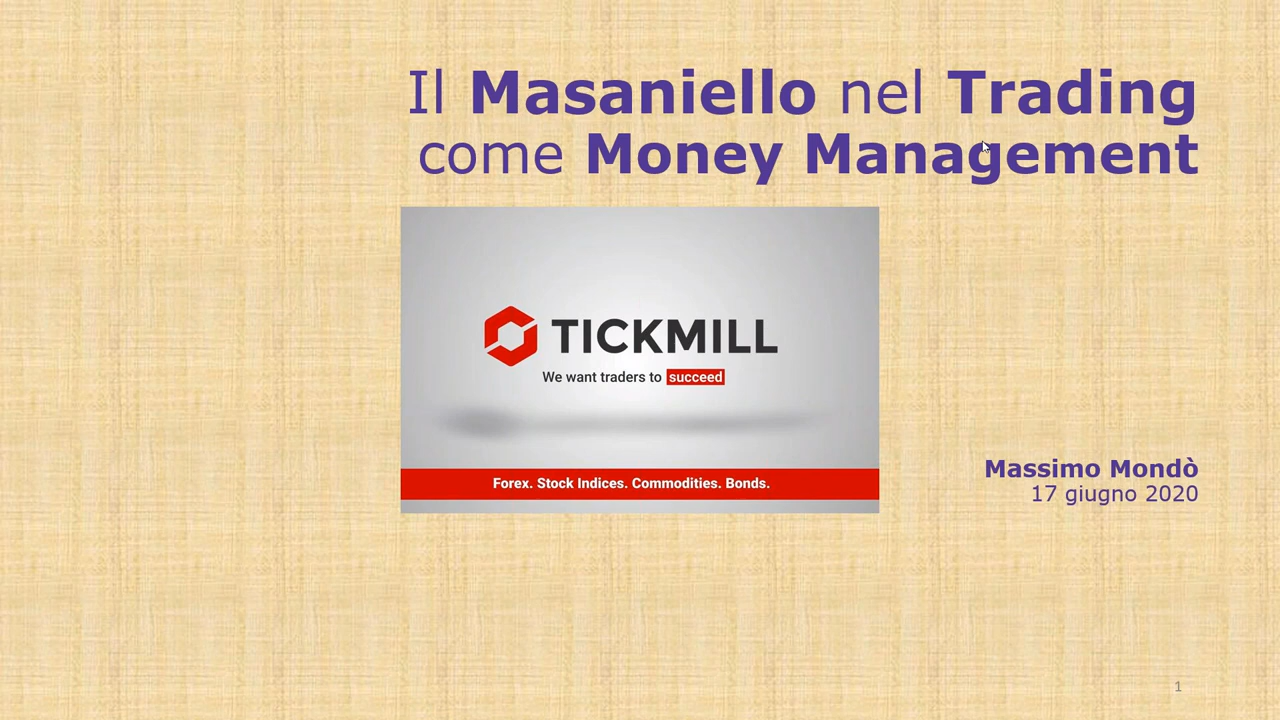 Il Masaniello nel Trading
come Money Management
TICKMILL
We want traders to succeed
Forex. Stock Indices. Commodities. Bonds.
Massimo Mondò
17 giugno 2020
1